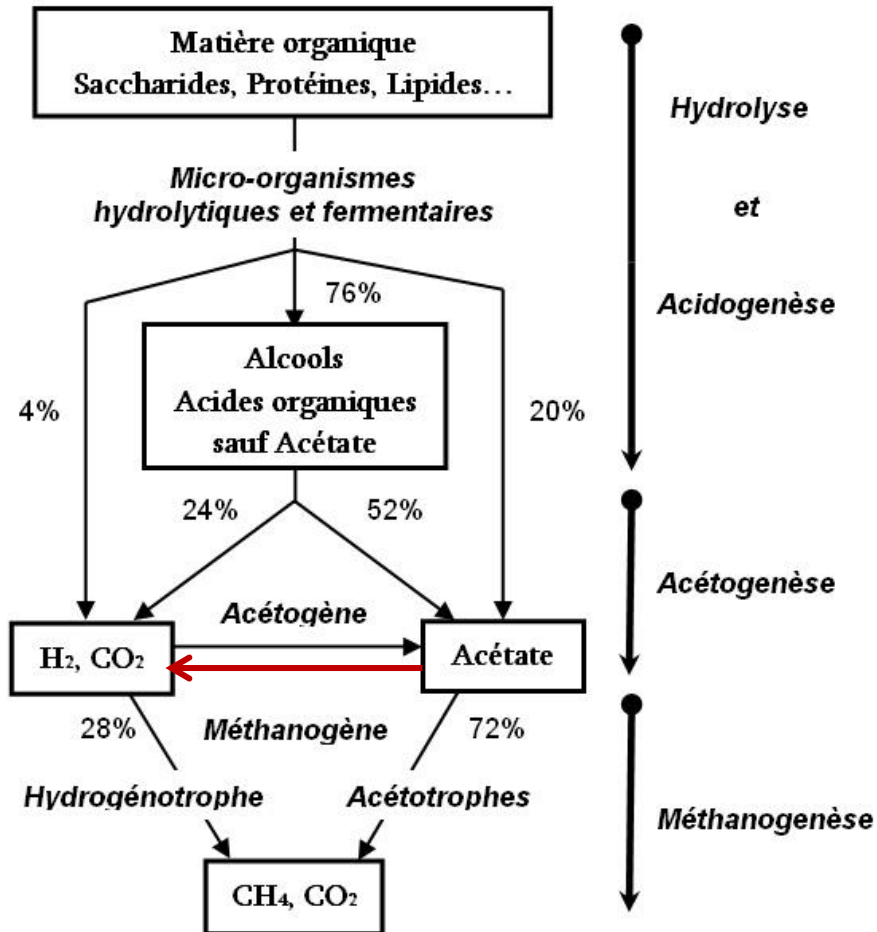 Matière organique
Saccharides, Protéines, Lipides…
Hydrolyse
Micro-organismes
hydrolytiques et fermentaires
et
76%
Acidogenèse
Alcools
Acides organiques
sauf Acétate
4%
20%
24%
52%
Acétogenèse
Acétogène
H₂, CO₂
Acétate
28%
Méthanogène
72%
Hydrogénotrophe
Acétotrophes
Méthanogenèse
CH₄, CO₂